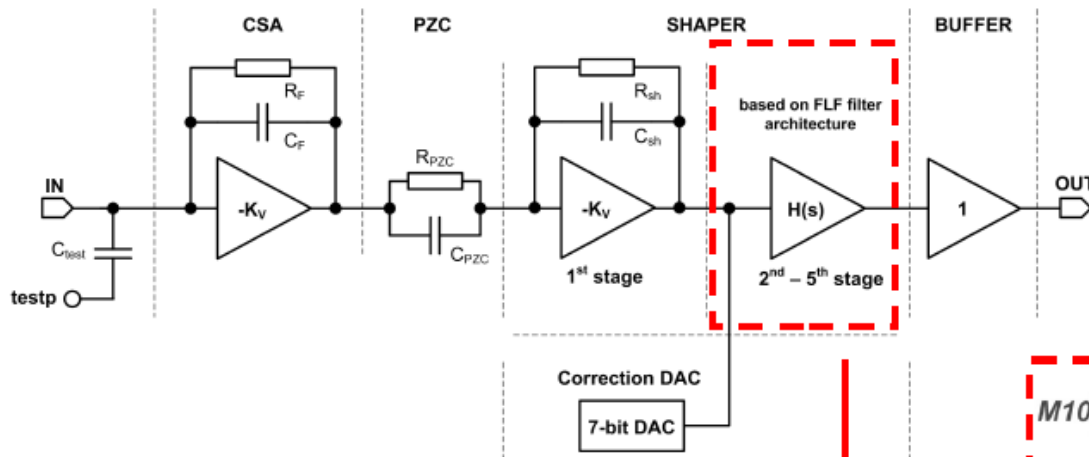 CSA
PZC
SHAPER
BUFFER
R_F
C_F
R_sh
C_sh
based on FLF filter
architecture
R_PZC
C_PZC
IN
-K_V
-K_V
H(s)
1
OUT
C_test
testp
1st stage
2nd – 5th stage
Correction DAC
7-bit DAC
M10